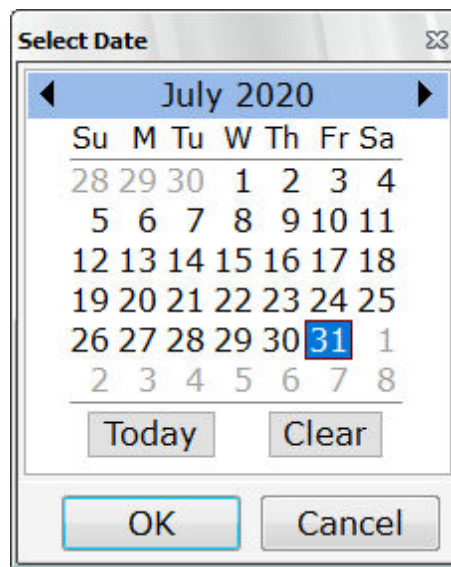 Select Date
July 2020
Su M Tu W Th Fr Sa
28 29 30 1 2 3 4
5 6 7 8 9 10 11
12 13 14 15 16 17 18
19 20 21 22 23 24 25
26 27 28 29 30 31 1
2 3 4 5 6 7 8
Today Clear
OK Cancel